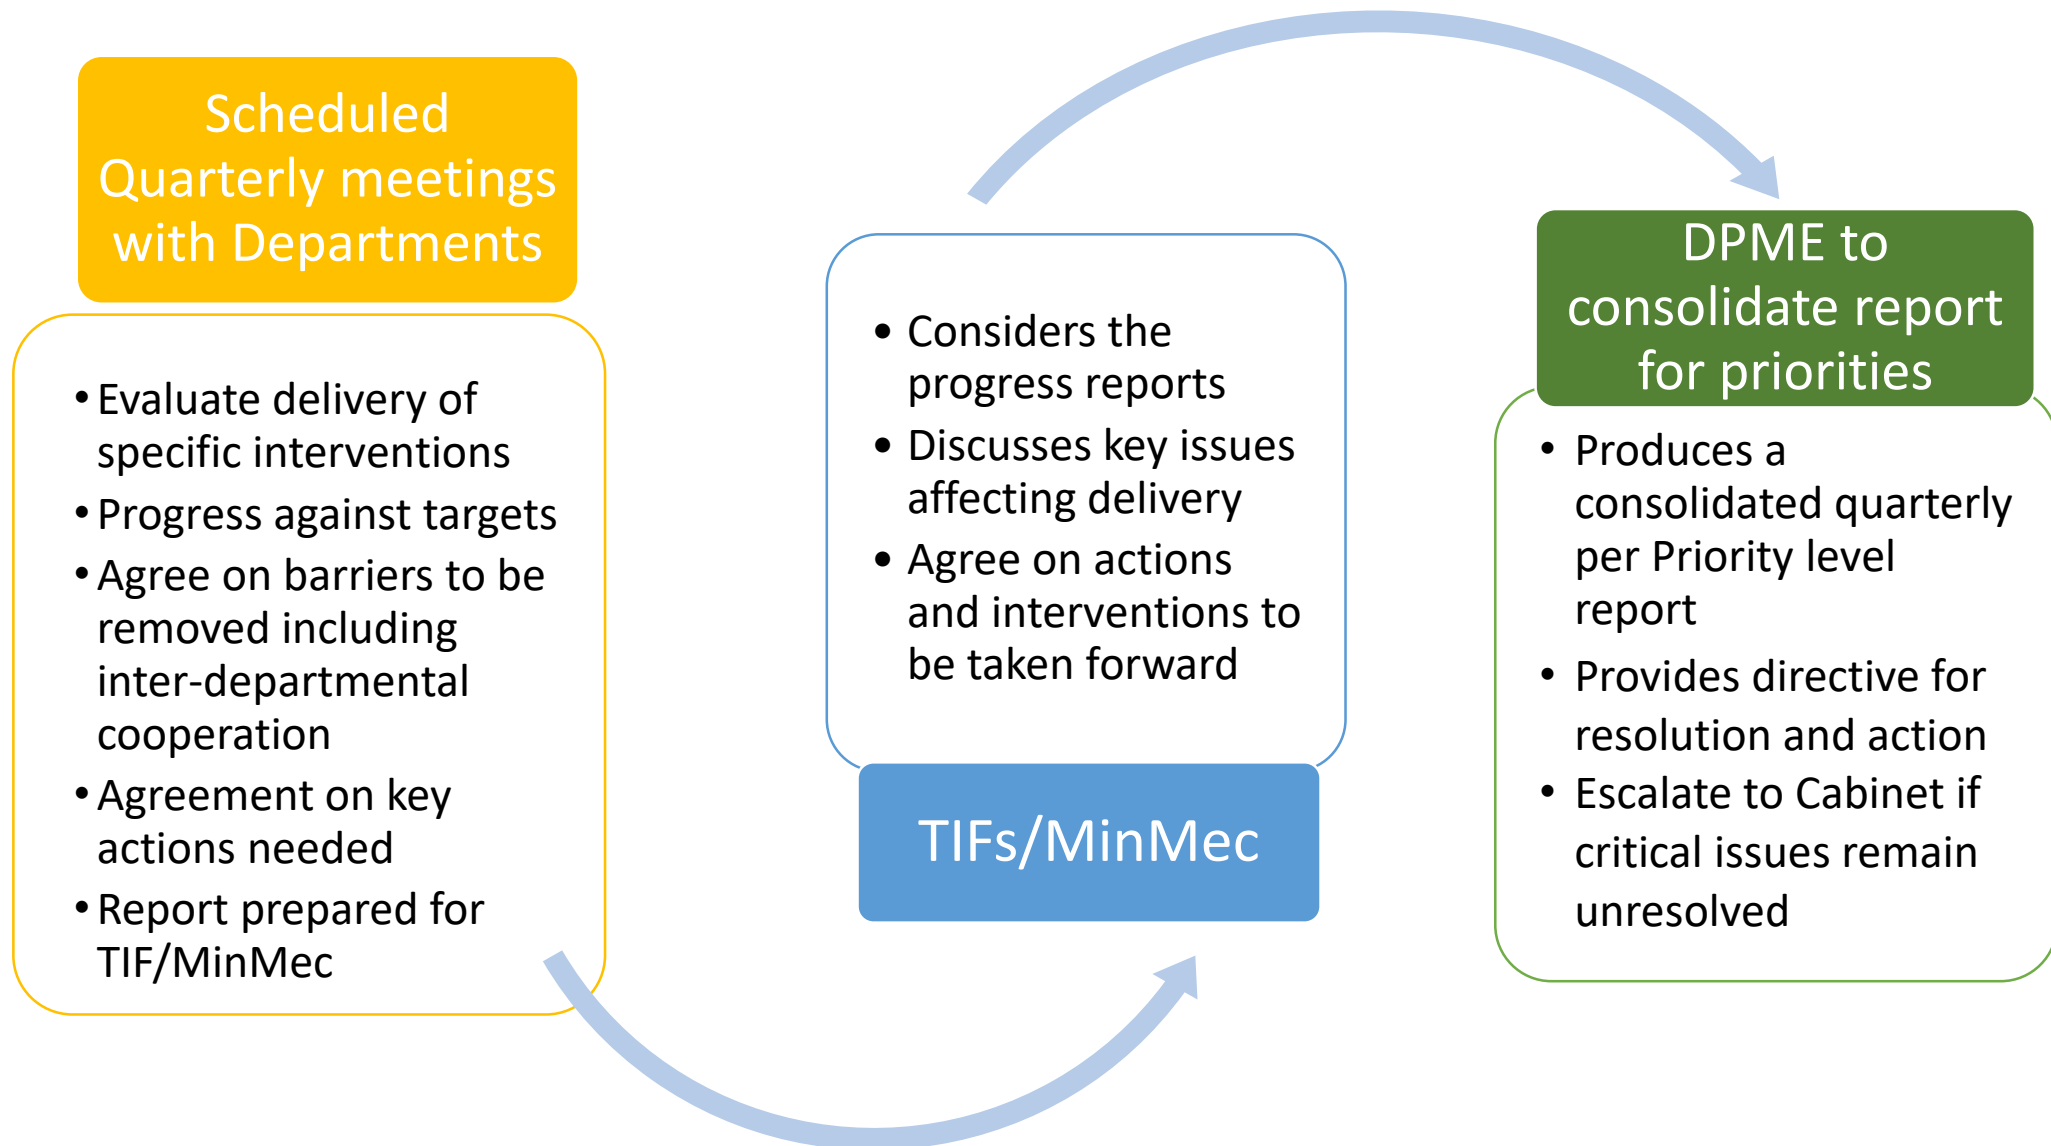 Scheduled
Quarterly meetings
with Departments
• Evaluate delivery of
specific interventions
• Progress against targets
• Agree on barriers to be
removed including
inter-departmental
cooperation
• Agreement on key
actions needed
• Report prepared for
TIF/MinMec
• Considers the
progress reports
• Discusses key issues
affecting delivery
• Agree on actions
and interventions to
be taken forward
TIFs/MinMec
DPME to
consolidate report
for priorities
• Produces a
consolidated quarterly
per Priority level
report
• Provides directive for
resolution and action
• Escalate to Cabinet if
critical issues remain
unresolved